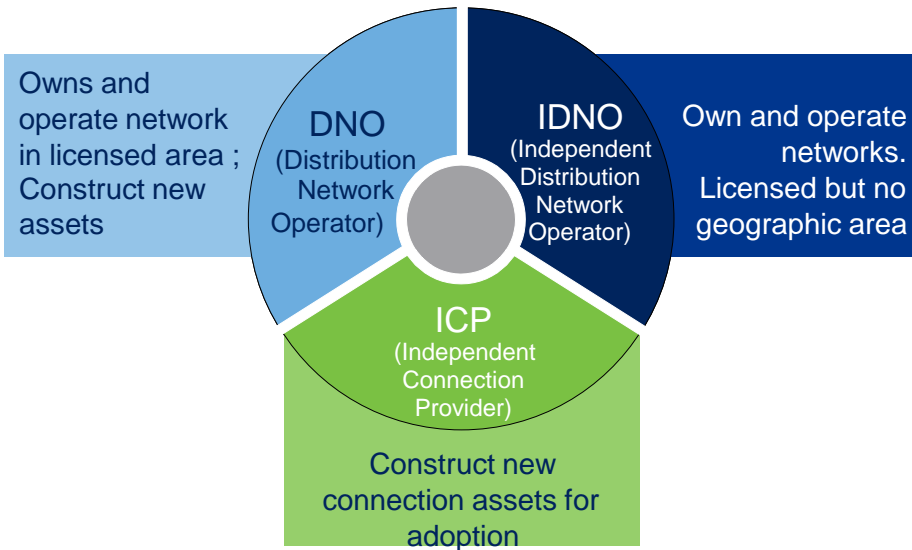 Owns and
operate network
in licensed area ;
Construct new
assets
DNO
(Distribution
Network
Operator)
IDNO
(Independent
Distribution
Network
Operator)
Own and operate
networks.
Licensed but no
geographic area
ICP
(Independent
Connection
Provider)
Construct new
connection assets for
adoption